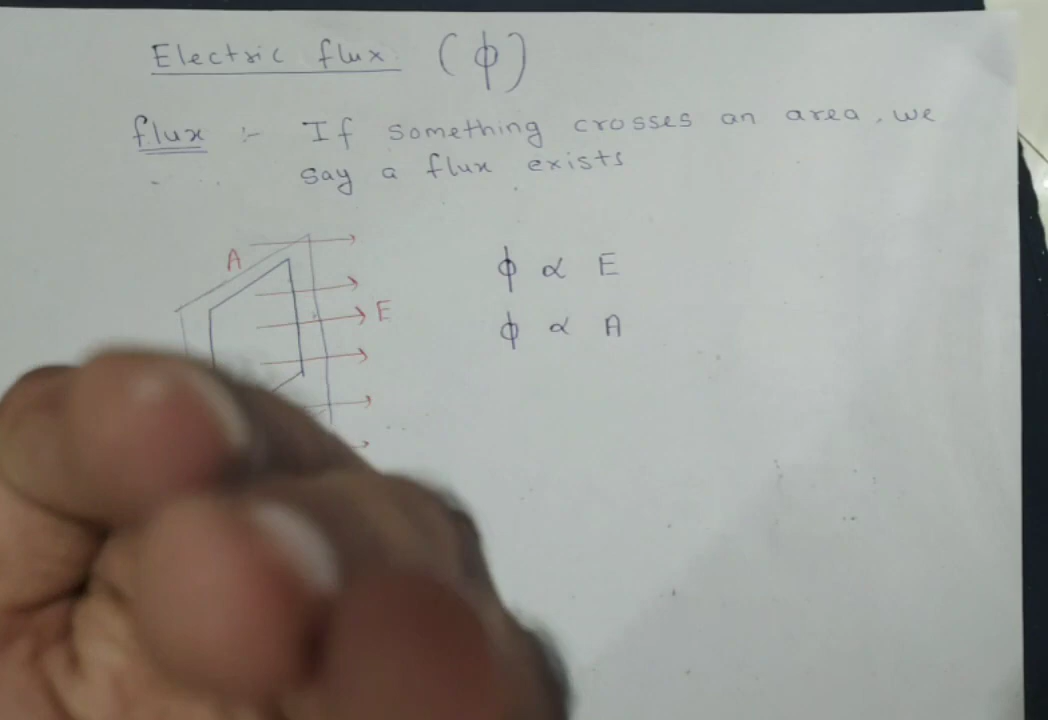 Electric flux (ϕ)
flux :- If something crosses an area, we
say a flux exists
A
E
ϕ ∝ E
ϕ ∝ A